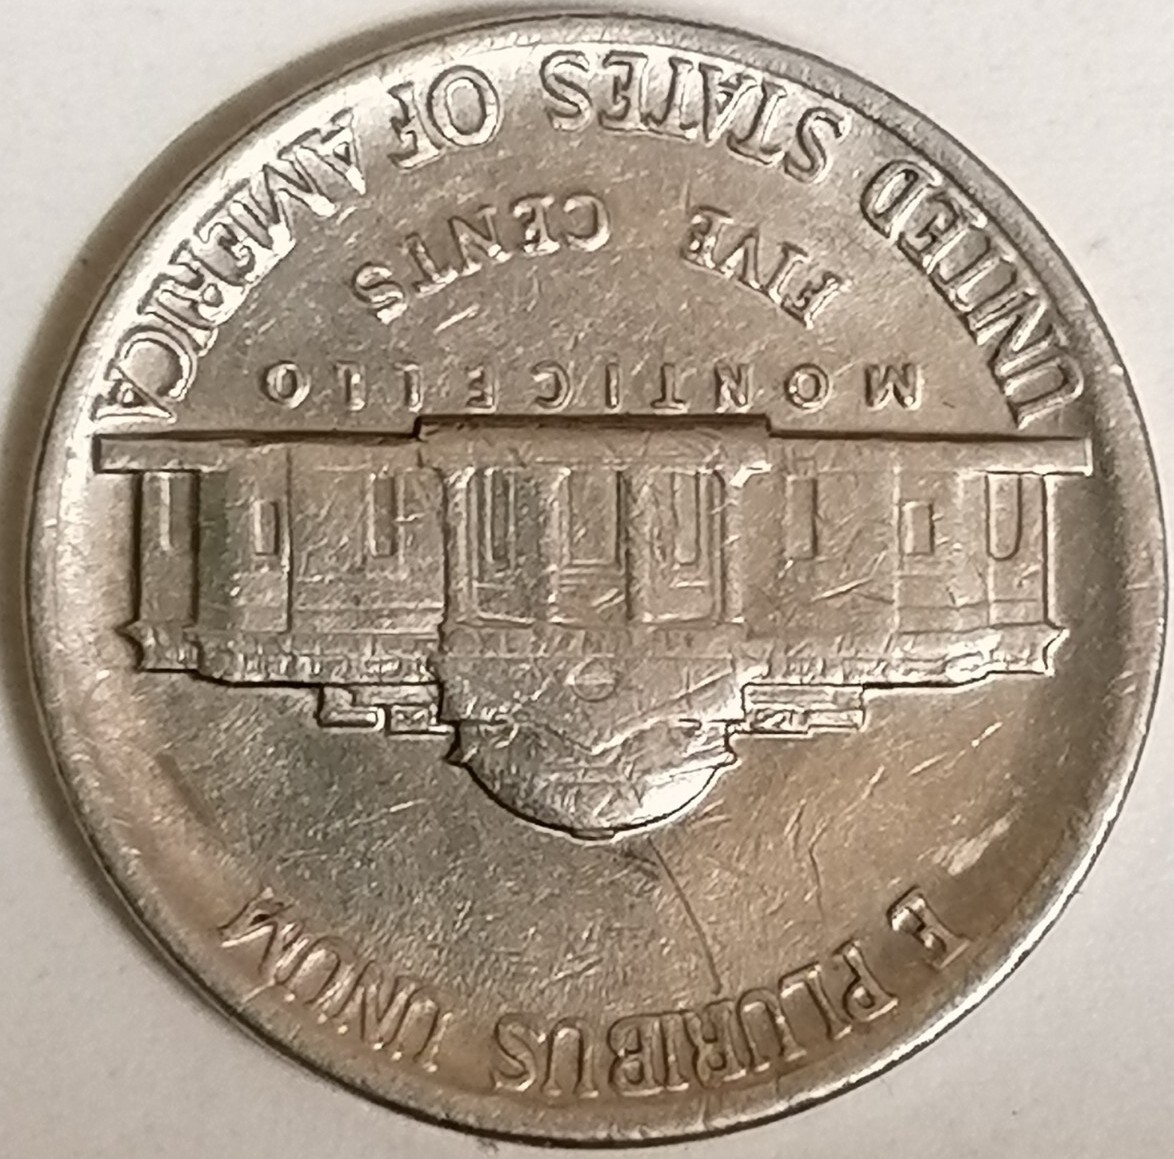 E PLURIBUS UNUM
MONTICELLO
FIVE CENTS
UNITED STATES OF AMERICA